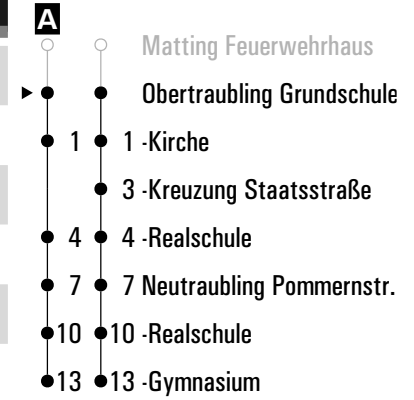 A
Matting Feuerwehrhaus
Obertraubling Grundschule
1 1 -Kirche
3 -Kreuzung Staatsstraße
4 4 -Realschule
7 7 Neutraubling Pommernstr.
10 10 -Realschule
13 13 -Gymnasium